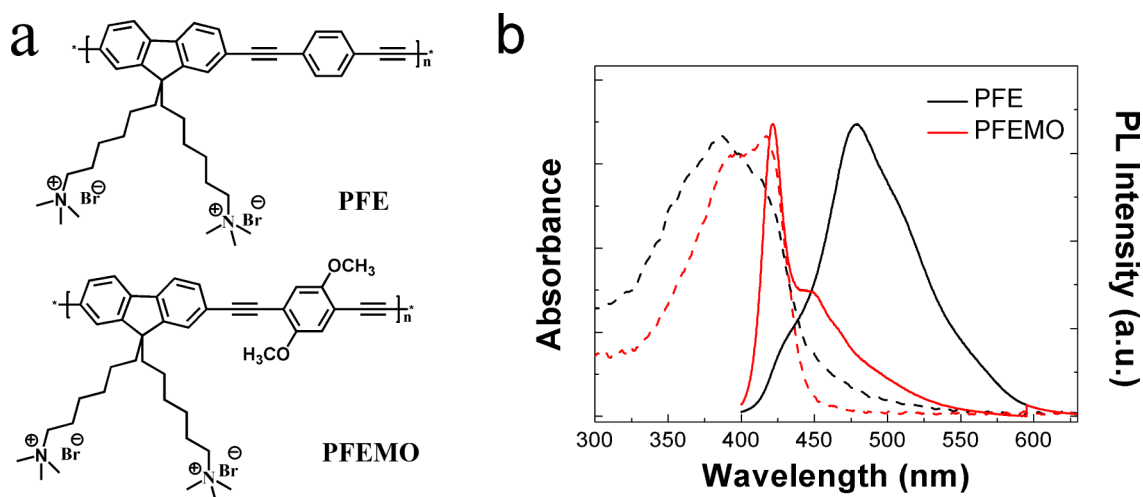 a
*
*
n
N
⊕
Br
⊖
N
⊕
Br
⊖
PFE
OCH₃
*
*
n
H₃CO
N
⊕
Br
⊖
N
⊕
Br
⊖
PFEMO
b
PFE
PFEMO
Absorbance
PL Intensity (a.u.)
300 350 400 450 500 550 600
Wavelength (nm)